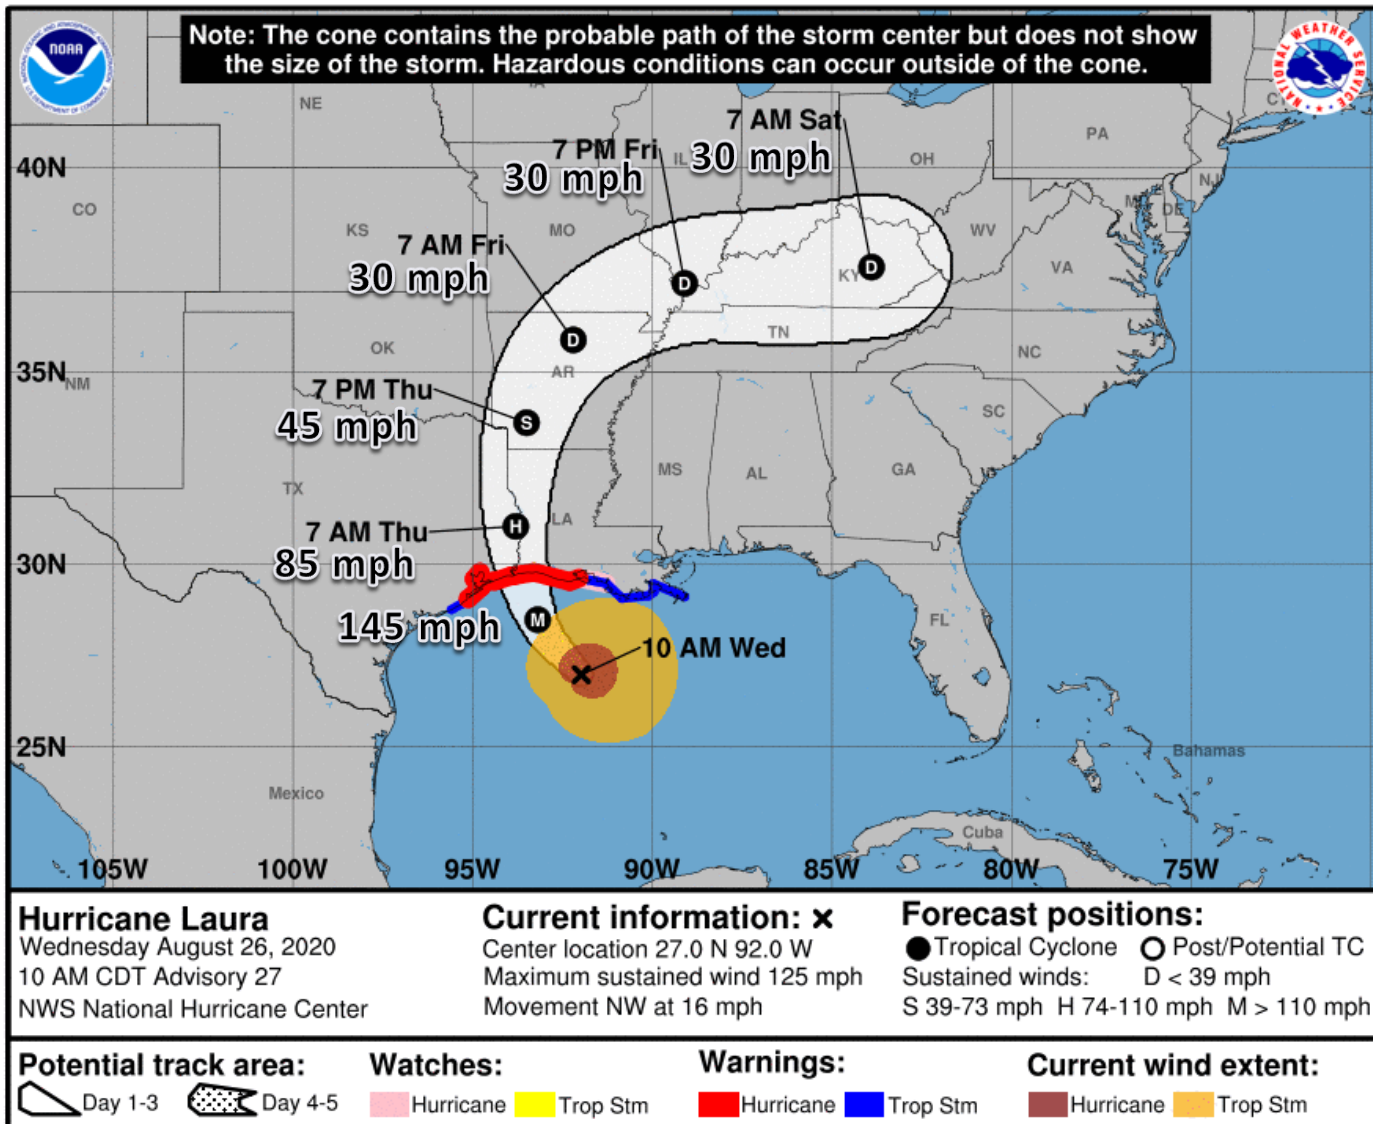 Note: The cone contains the probable path of the storm center but does not show
the size of the storm. Hazardous conditions can occur outside of the cone.
NOAA
NATIONAL WEATHER SERVICE
NE
IL
OH
PA
NJ
DE
CO
KS
MO
WV
VA
KY
OK
TN
NC
NM
AR
SC
TX
MS
AL
GA
LA
FL
Mexico
Bahamas
Cuba
7 AM Sat
30 mph
7 PM Fri
30 mph
7 AM Fri
30 mph
7 PM Thu
45 mph
7 AM Thu
85 mph
145 mph
10 AM Wed
D
D
D
S
H
M
40N
35N
30N
25N
105W
100W
95W
90W
85W
80W
75W
Hurricane Laura
Wednesday August 26, 2020
10 AM CDT Advisory 27
NWS National Hurricane Center
Current information: ×
Center location 27.0 N 92.0 W
Maximum sustained wind 125 mph
Movement NW at 16 mph
Forecast positions:
Tropical Cyclone
Post/Potential TC
Sustained winds: D < 39 mph
S 39-73 mph H 74-110 mph M > 110 mph
Potential track area:
Day 1-3
Day 4-5
Watches:
Hurricane
Trop Stm
Warnings:
Hurricane
Trop Stm
Current wind extent:
Hurricane
Trop Stm